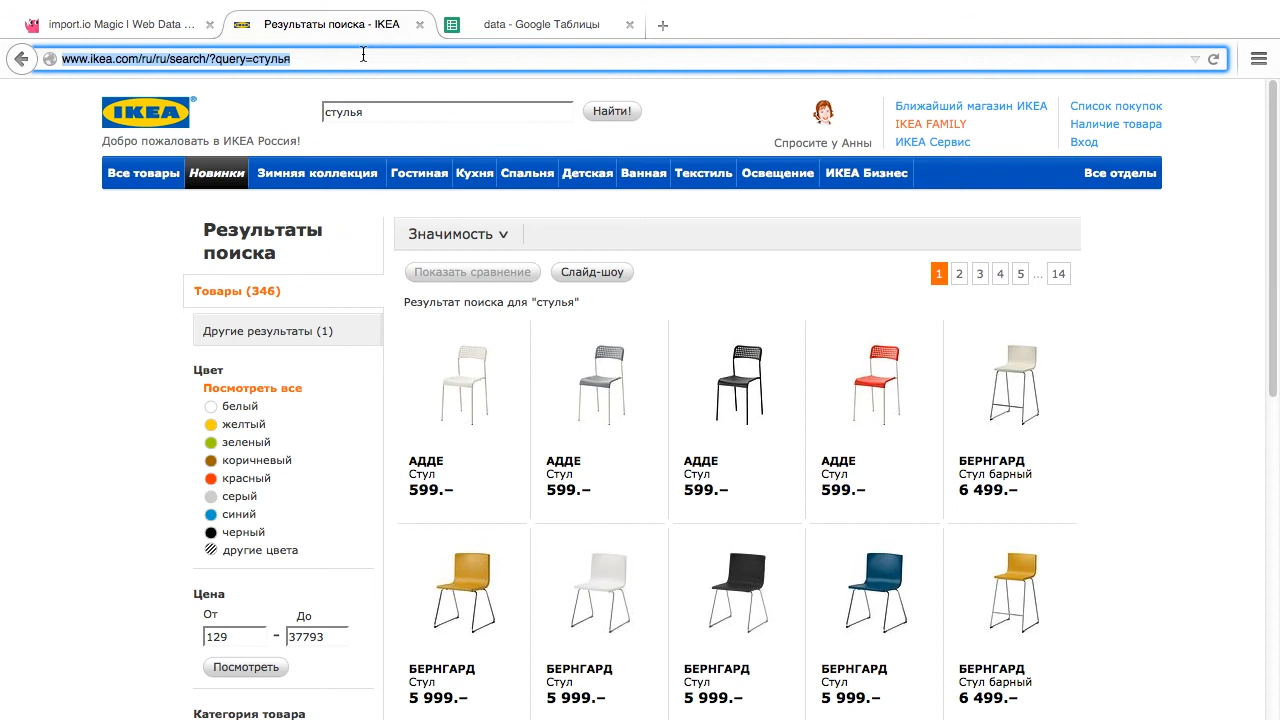 import.io Magic | Web Data ...
Результаты поиска - IKEA
data - Google Таблицы
www.ikea.com/ru/ru/search/?query=стулья
IKEA
стулья
Найти!
Добро пожаловать в ИКЕА Россия!
Спросите у Анны
Ближайший магазин ИКЕА
IKEA FAMILY
ИКЕА Сервис
Список покупок
Наличие товара
Вход
Все товары
Новинки
Зимняя коллекция
Гостиная
Кухня
Спальня
Детская
Ванная
Текстиль
Освещение
ИКЕА Бизнес
Все отделы
Результаты
поиска
Товары (346)
Другие результаты (1)
Цвет
Посмотреть все
белый
желтый
зеленый
коричневый
красный
серый
синий
черный
другие цвета
Цена
От
До
129 – 37793
Посмотреть
Категория товара
Значимость
Показать сравнение
Слайд-шоу
1 2 3 4 5 ... 14
Результат поиска для "стулья"
АДДЕ
Стул
599.–
АДДЕ
Стул
599.–
АДДЕ
Стул
599.–
АДДЕ
Стул
599.–
БЕРНГАРД
Стул барный
6 499.–
БЕРНГАРД
Стул
5 999.–
БЕРНГАРД
Стул
5 999.–
БЕРНГАРД
Стул
5 999.–
БЕРНГАРД
Стул
5 999.–
БЕРНГАРД
Стул барный
6 499.–